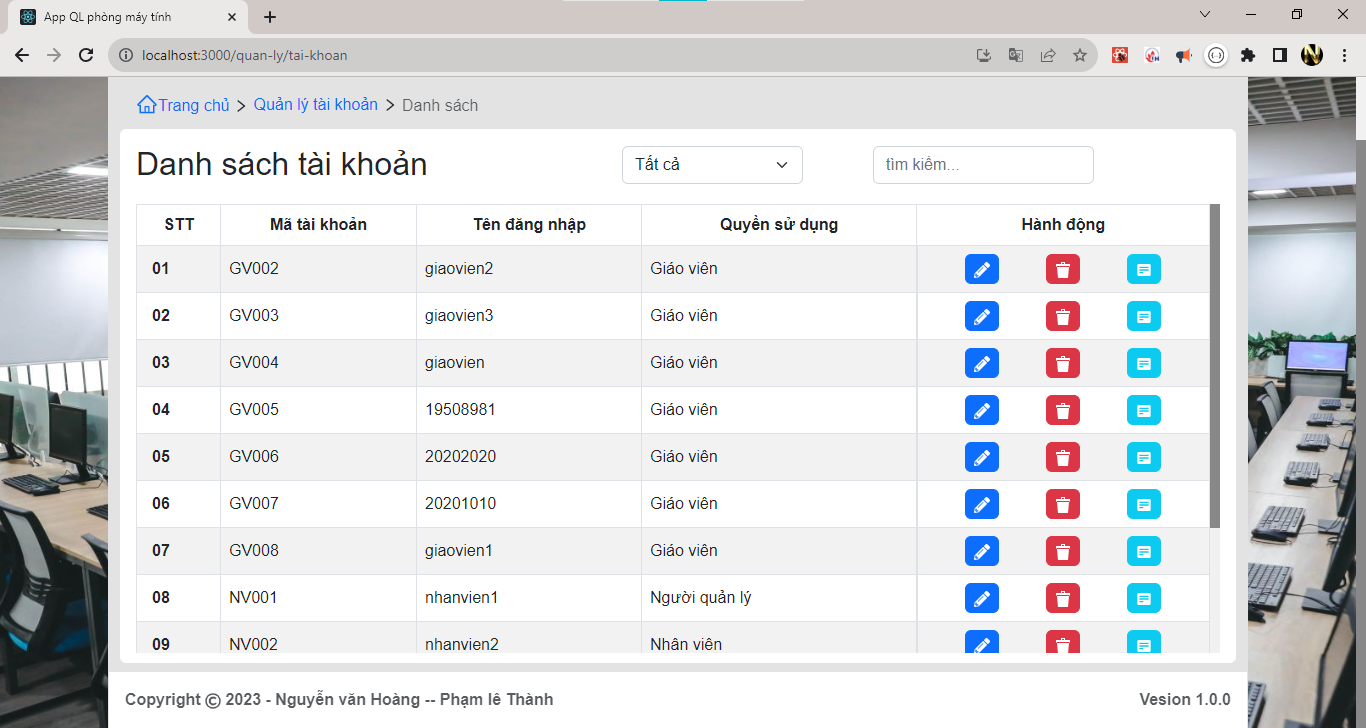 App QL phòng máy tính
localhost:3000/quan-ly/tai-khoan
Trang chủ > Quản lý tài khoản > Danh sách
Danh sách tài khoản Tất cả tìm kiếm...
STT Mã tài khoản Tên đăng nhập Quyền sử dụng Hành động
01 GV002 giaovien2 Giáo viên
02 GV003 giaovien3 Giáo viên
03 GV004 giaovien Giáo viên
04 GV005 19508981 Giáo viên
05 GV006 20202020 Giáo viên
06 GV007 20201010 Giáo viên
07 GV008 giaovien1 Giáo viên
08 NV001 nhanvien1 Người quản lý
09 NV002 nhanvien2 Nhân viên
Copyright © 2023 - Nguyễn văn Hoàng -- Phạm lê Thành Vesion 1.0.0